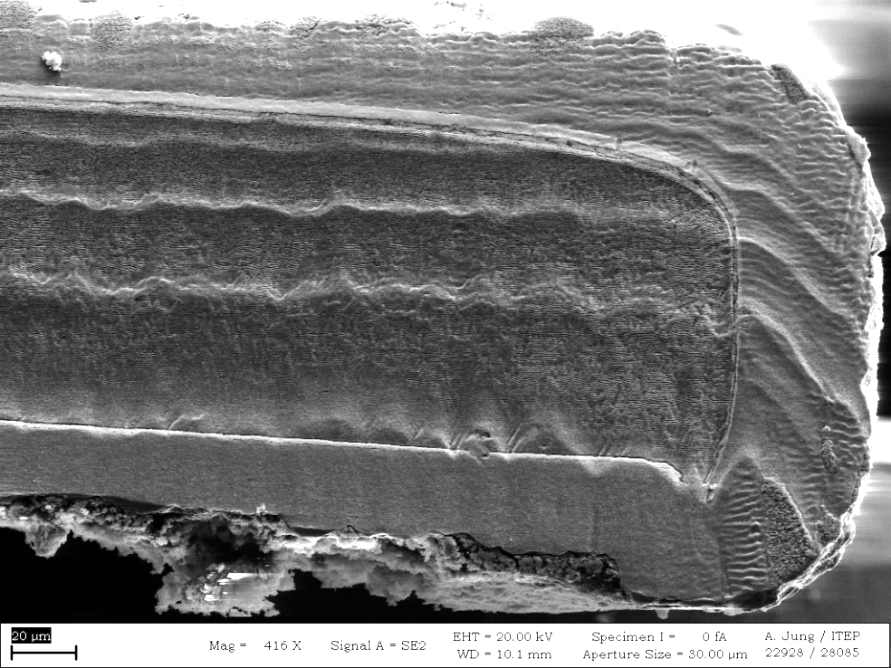 20 µm
Mag = 416 X
Signal A = SE2
EHT = 20.00 kV
WD = 10.1 mm
Specimen I = 0 fA
Aperture Size = 30.00 µm
A. Jung / ITEP
22928 / 28085